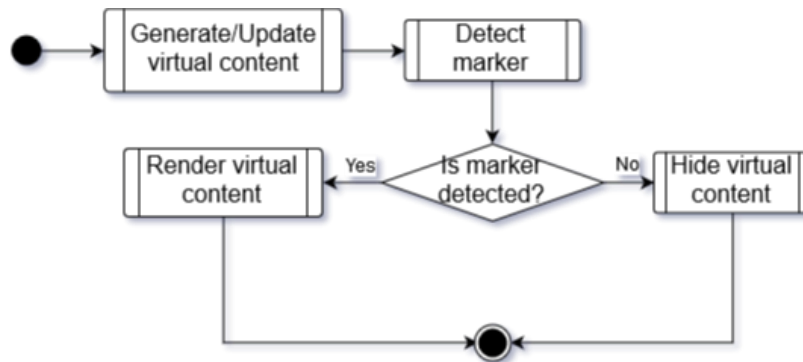 Generate/Update
virtual content
Detect
marker
Render virtual
content
Yes
Is marker
detected?
No
Hide virtual
content